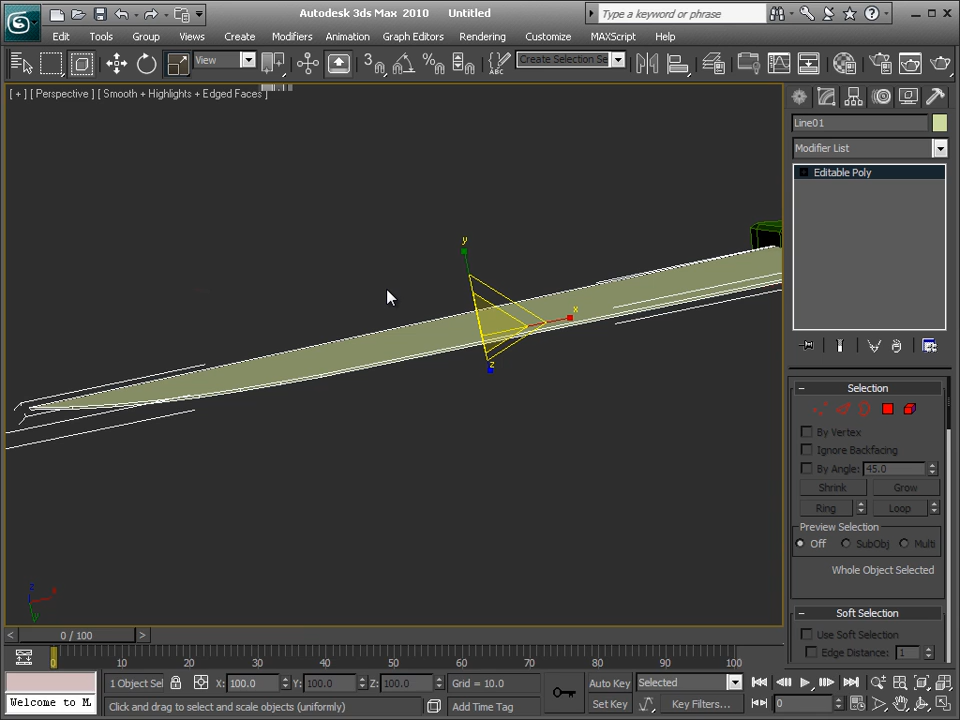 Autodesk 3ds Max 2010 Untitled
Type a keyword or phrase
Edit Tools Group Views Create Modifiers Animation Graph Editors Rendering Customize MAXScript Help
View
3
Create Selection Se
ABC
[ + ] [ Perspective ] [ Smooth + Highlights + Edged Faces ]
Line01
Modifier List
Editable Poly
y
x
z
Selection
By Vertex
Ignore Backfacing
By Angle: 45.0
Shrink Grow
Ring Loop
Preview Selection
Off SubObj Multi
Whole Object Selected
Soft Selection
Use Soft Selection
Edge Distance: 1
z
x
y
< 0 / 100 >
0 10 20 30 40 50 60 70 80 90 100
1 Object Sel X: 100.0 Y: 100.0 Z: 100.0 Grid = 10.0 Auto Key Selected
Welcome to M Click and drag to select and scale objects (uniformly) Add Time Tag Set Key Key Filters... 0